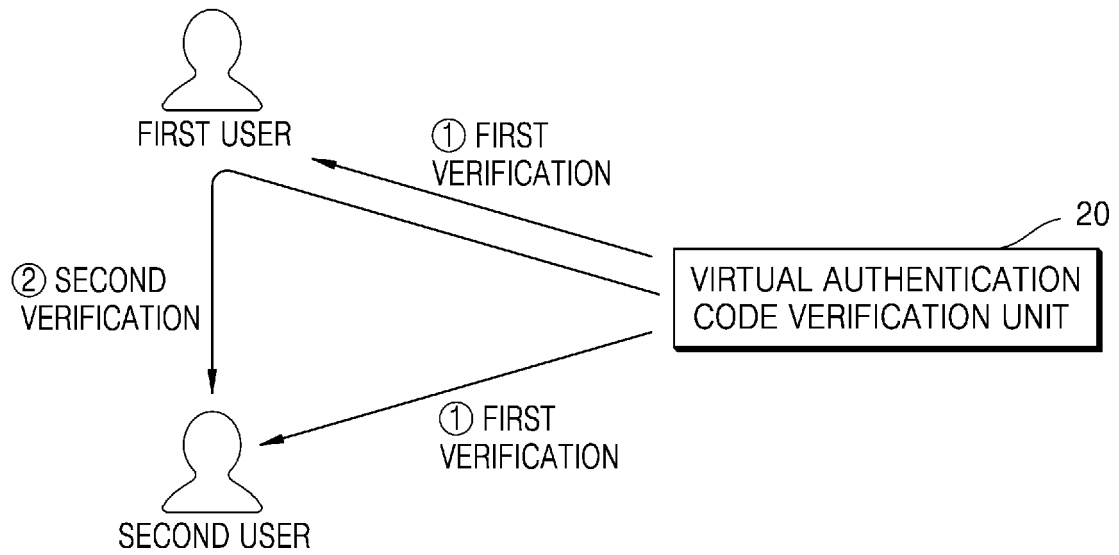 FIRST USER
① FIRST
VERIFICATION
20
VIRTUAL AUTHENTICATION
CODE VERIFICATION UNIT
② SECOND
VERIFICATION
① FIRST
VERIFICATION
SECOND USER